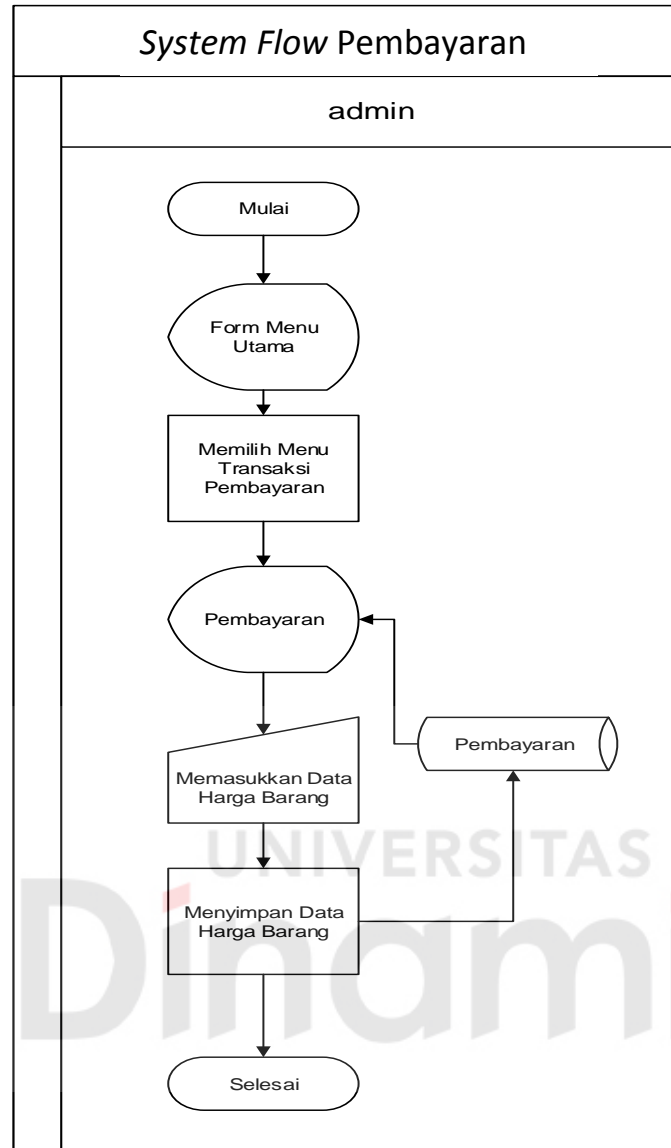 System Flow Pembayaran
admin
Mulai
Form Menu
Utama
Memilih Menu
Transaksi
Pembayaran
Pembayaran
Pembayaran
Memasukkan Data
Harga Barang
UNIVERSITAS
Dinami
Menyimpan Data
Harga Barang
Selesai